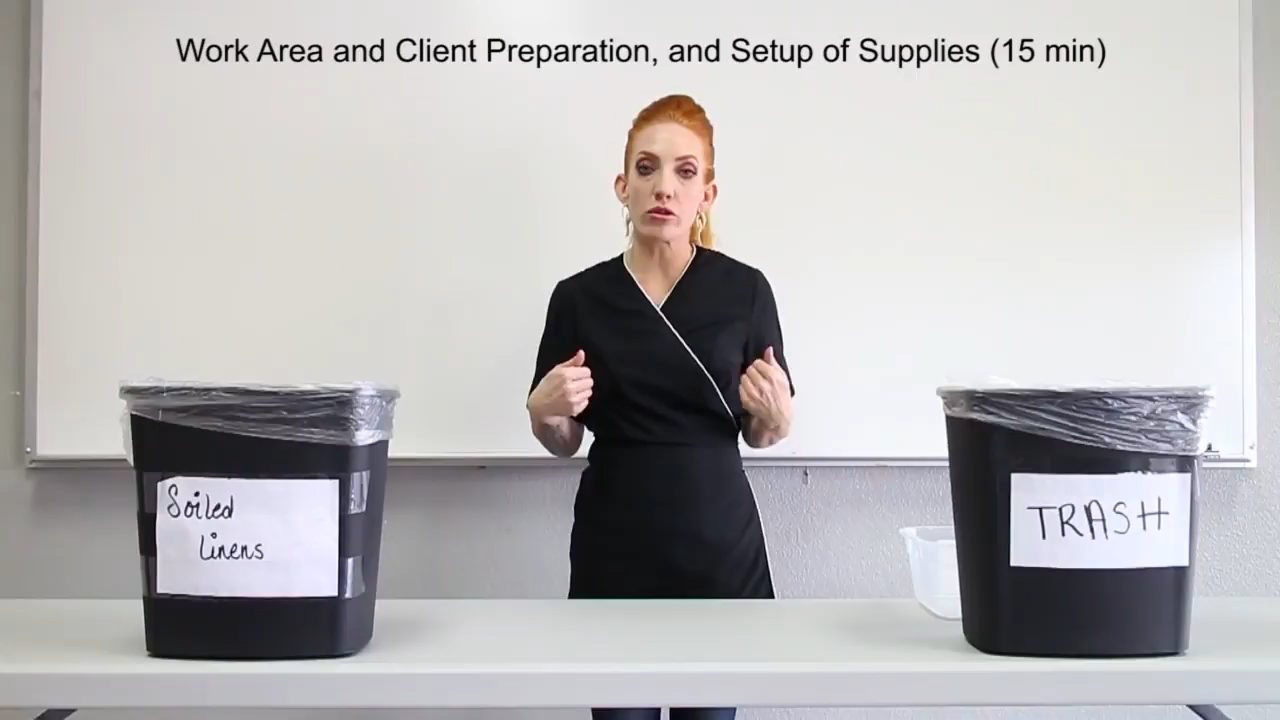 Work Area and Client Preparation, and Setup of Supplies (15 min)
Soiled
Linens
TRASH